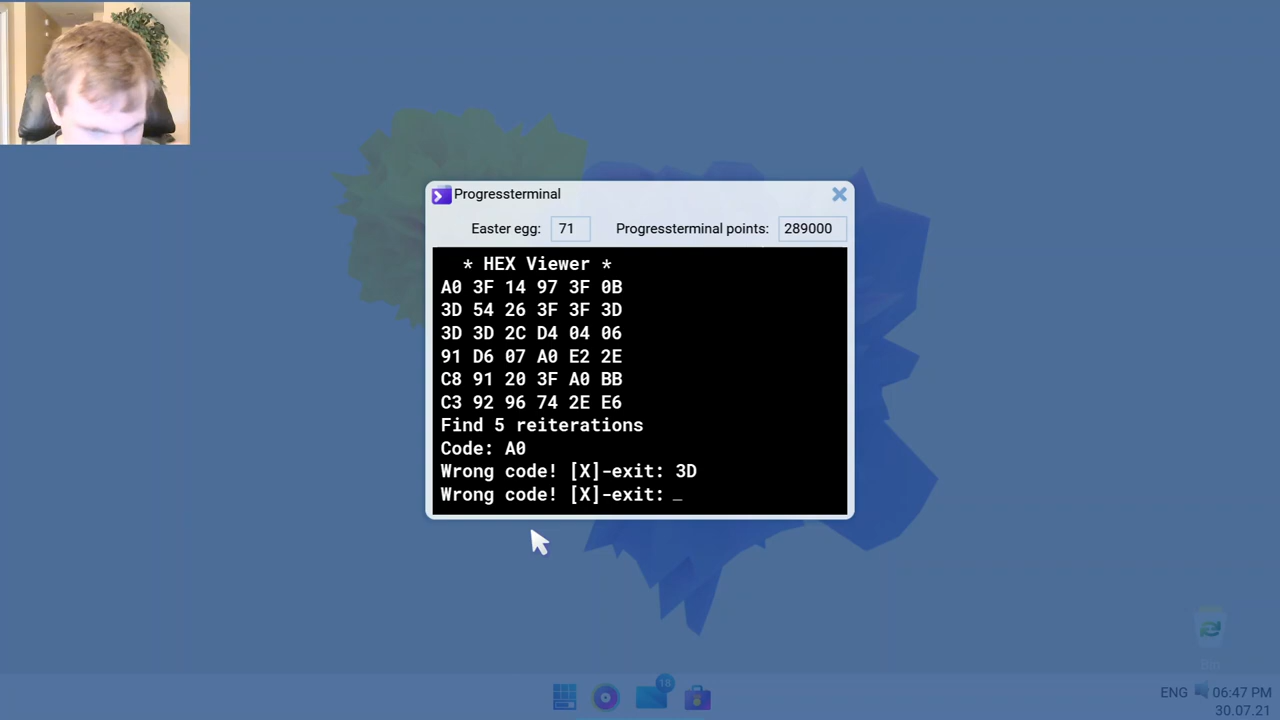 Progressterminal
Easter egg: 71 Progressterminal points: 289000
* HEX Viewer *
A0 3F 14 97 3F 0B
3D 54 26 3F 3F 3D
3D 3D 2C D4 04 06
91 D6 07 A0 E2 2E
C8 91 20 3F A0 BB
C3 92 96 74 2E E6
Find 5 reiterations
Code: A0
Wrong code! [X]-exit: 3D
Wrong code! [X]-exit: _
Bin
18
ENG 06:47 PM
30.07.21